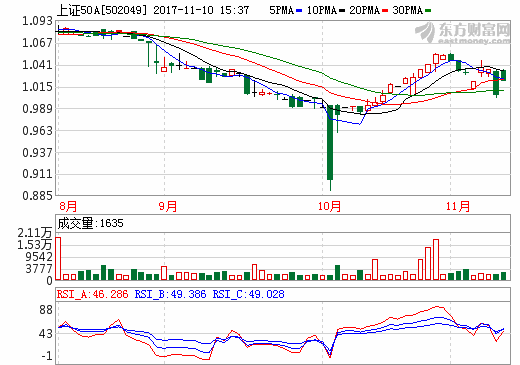 上证50A[502049] 2017-11-10 15:37 5PMA 10PMA 20PMA 30PMA
东方财富网
eastmoney.com
1.093
1.067
1.041
1.015
0.989
0.963
0.937
0.911
0.885
8月 9月 10月 11月
成交量:1635
2.11万
1.53万
9542
3777
0
RSI_A:46.286 RSI_B:49.386 RSI_C:49.028
88
43
-1